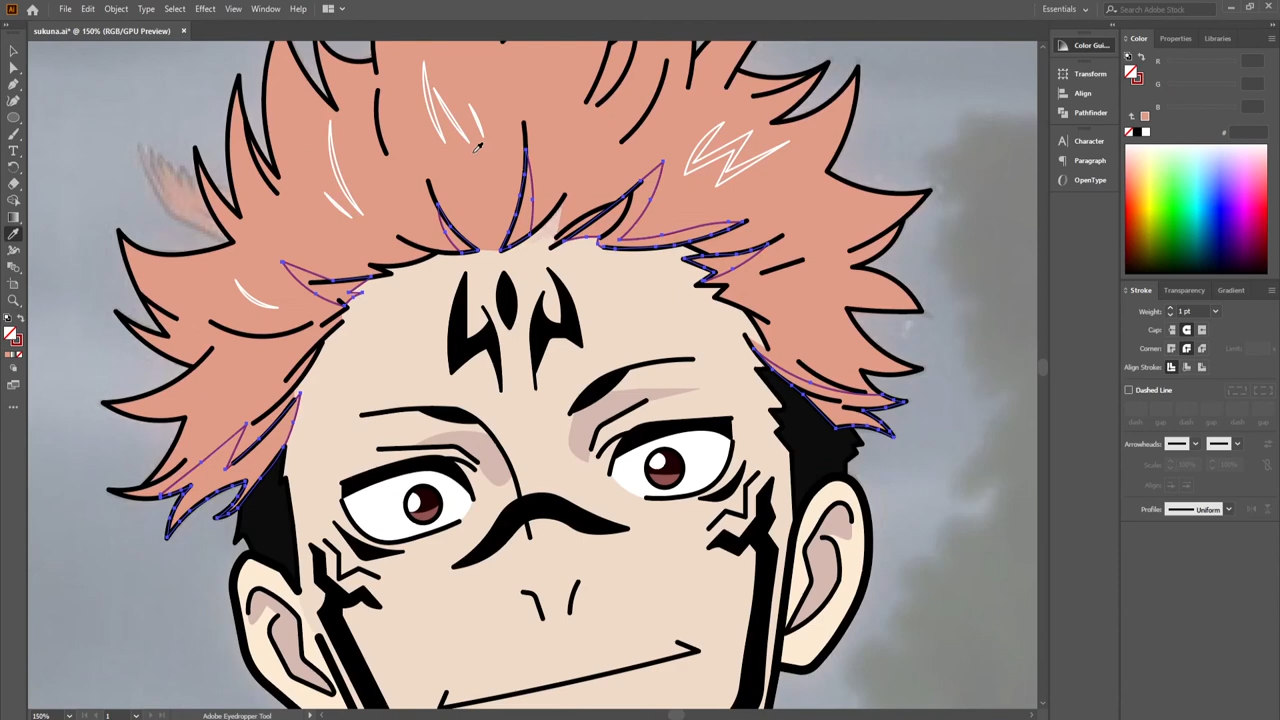 Ai File Edit Object Type Select Effect View Window Help Essentials Search Adobe Stock
sukuna.ai* @ 150% (RGB/GPU Preview)
Color Gui...
Transform
Align
Pathfinder
Character
Paragraph
OpenType
Color Properties Libraries
R
G
B
#
Stroke Transparency Gradient
Weight: 1 pt
Cap:
Corner: Limit:
Align Stroke:
Dashed Line
dash gap dash gap dash gap
Arrowheads:
Scale: 100% 100%
Align:
Profile: Uniform
150% 1 Adobe Eyedropper Tool